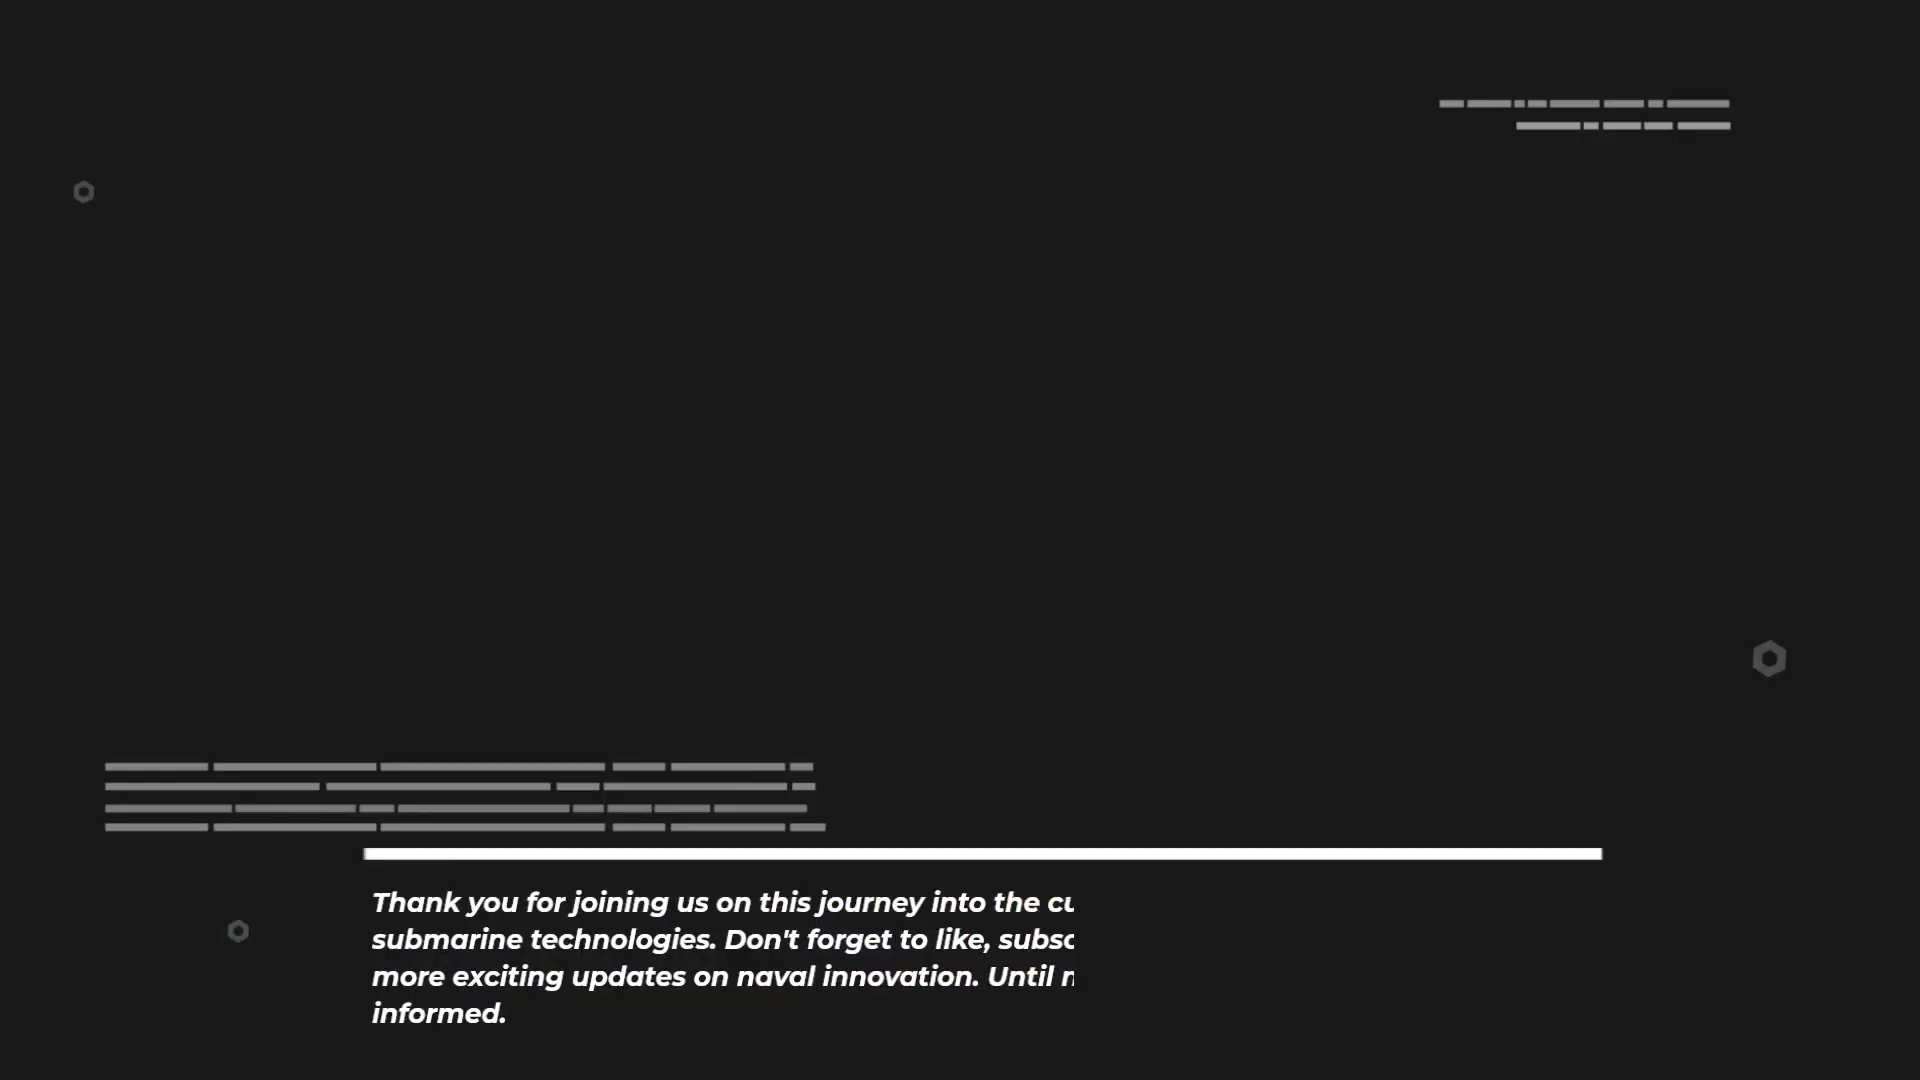 Thank you for joining us on this journey into the
submarine technologies. Don't forget to like,
more exciting updates on naval innovation. Until
informed.